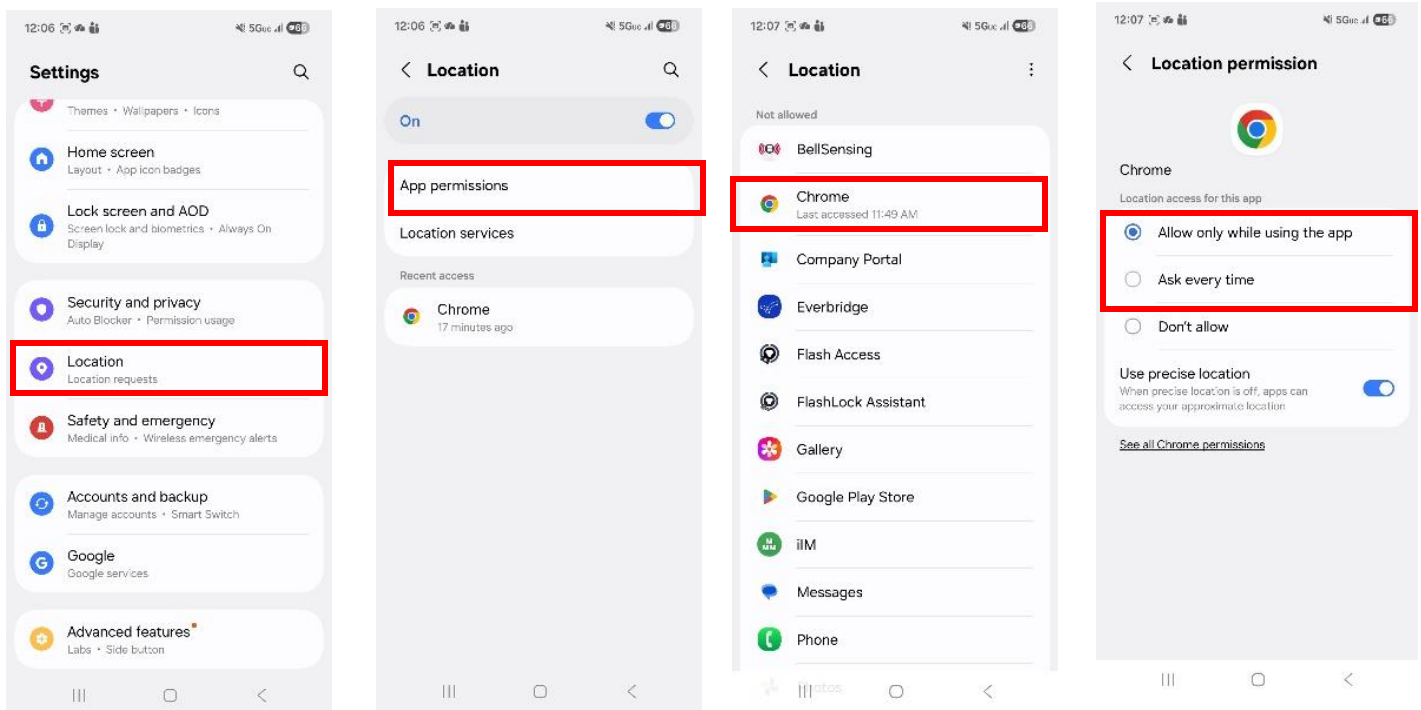 12:06
5Guc
Settings
Themes • Wallpapers • Icons
Home screen
Layout • App icon badges
Lock screen and AOD
Screen lock and biometrics • Always On
Display
Security and privacy
Auto Blocker • Permission usage
Location
Location requests
Safety and emergency
Medical info • Wireless emergency alerts
Accounts and backup
Manage accounts • Smart Switch
Google
Google services
Advanced features
Labs • Side button
12:06
5Guc
Location
On
App permissions
Location services
Recent access
Chrome
17 minutes ago
12:07
5Guc
Location
Not allowed
BellSensing
Chrome
Last accessed 11:49 AM
Company Portal
Everbridge
Flash Access
FlashLock Assistant
Gallery
Google Play Store
iIM
Messages
Phone
12:07
5Guc
Location permission
Chrome
Location access for this app
Allow only while using the app
Ask every time
Don't allow
Use precise location
When precise location is off, apps can
access your approximate location
See all Chrome permissions